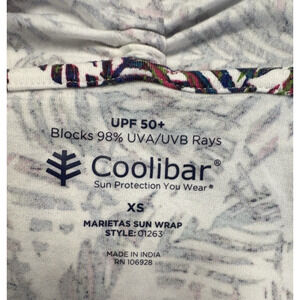 UPF 50+
Blocks 98% UVA/UVB Rays
Coolibar®
Sun Protection You Wear®
XS
MARIETAS SUN WRAP
STYLE: 01263
MADE IN INDIA
RN 106928